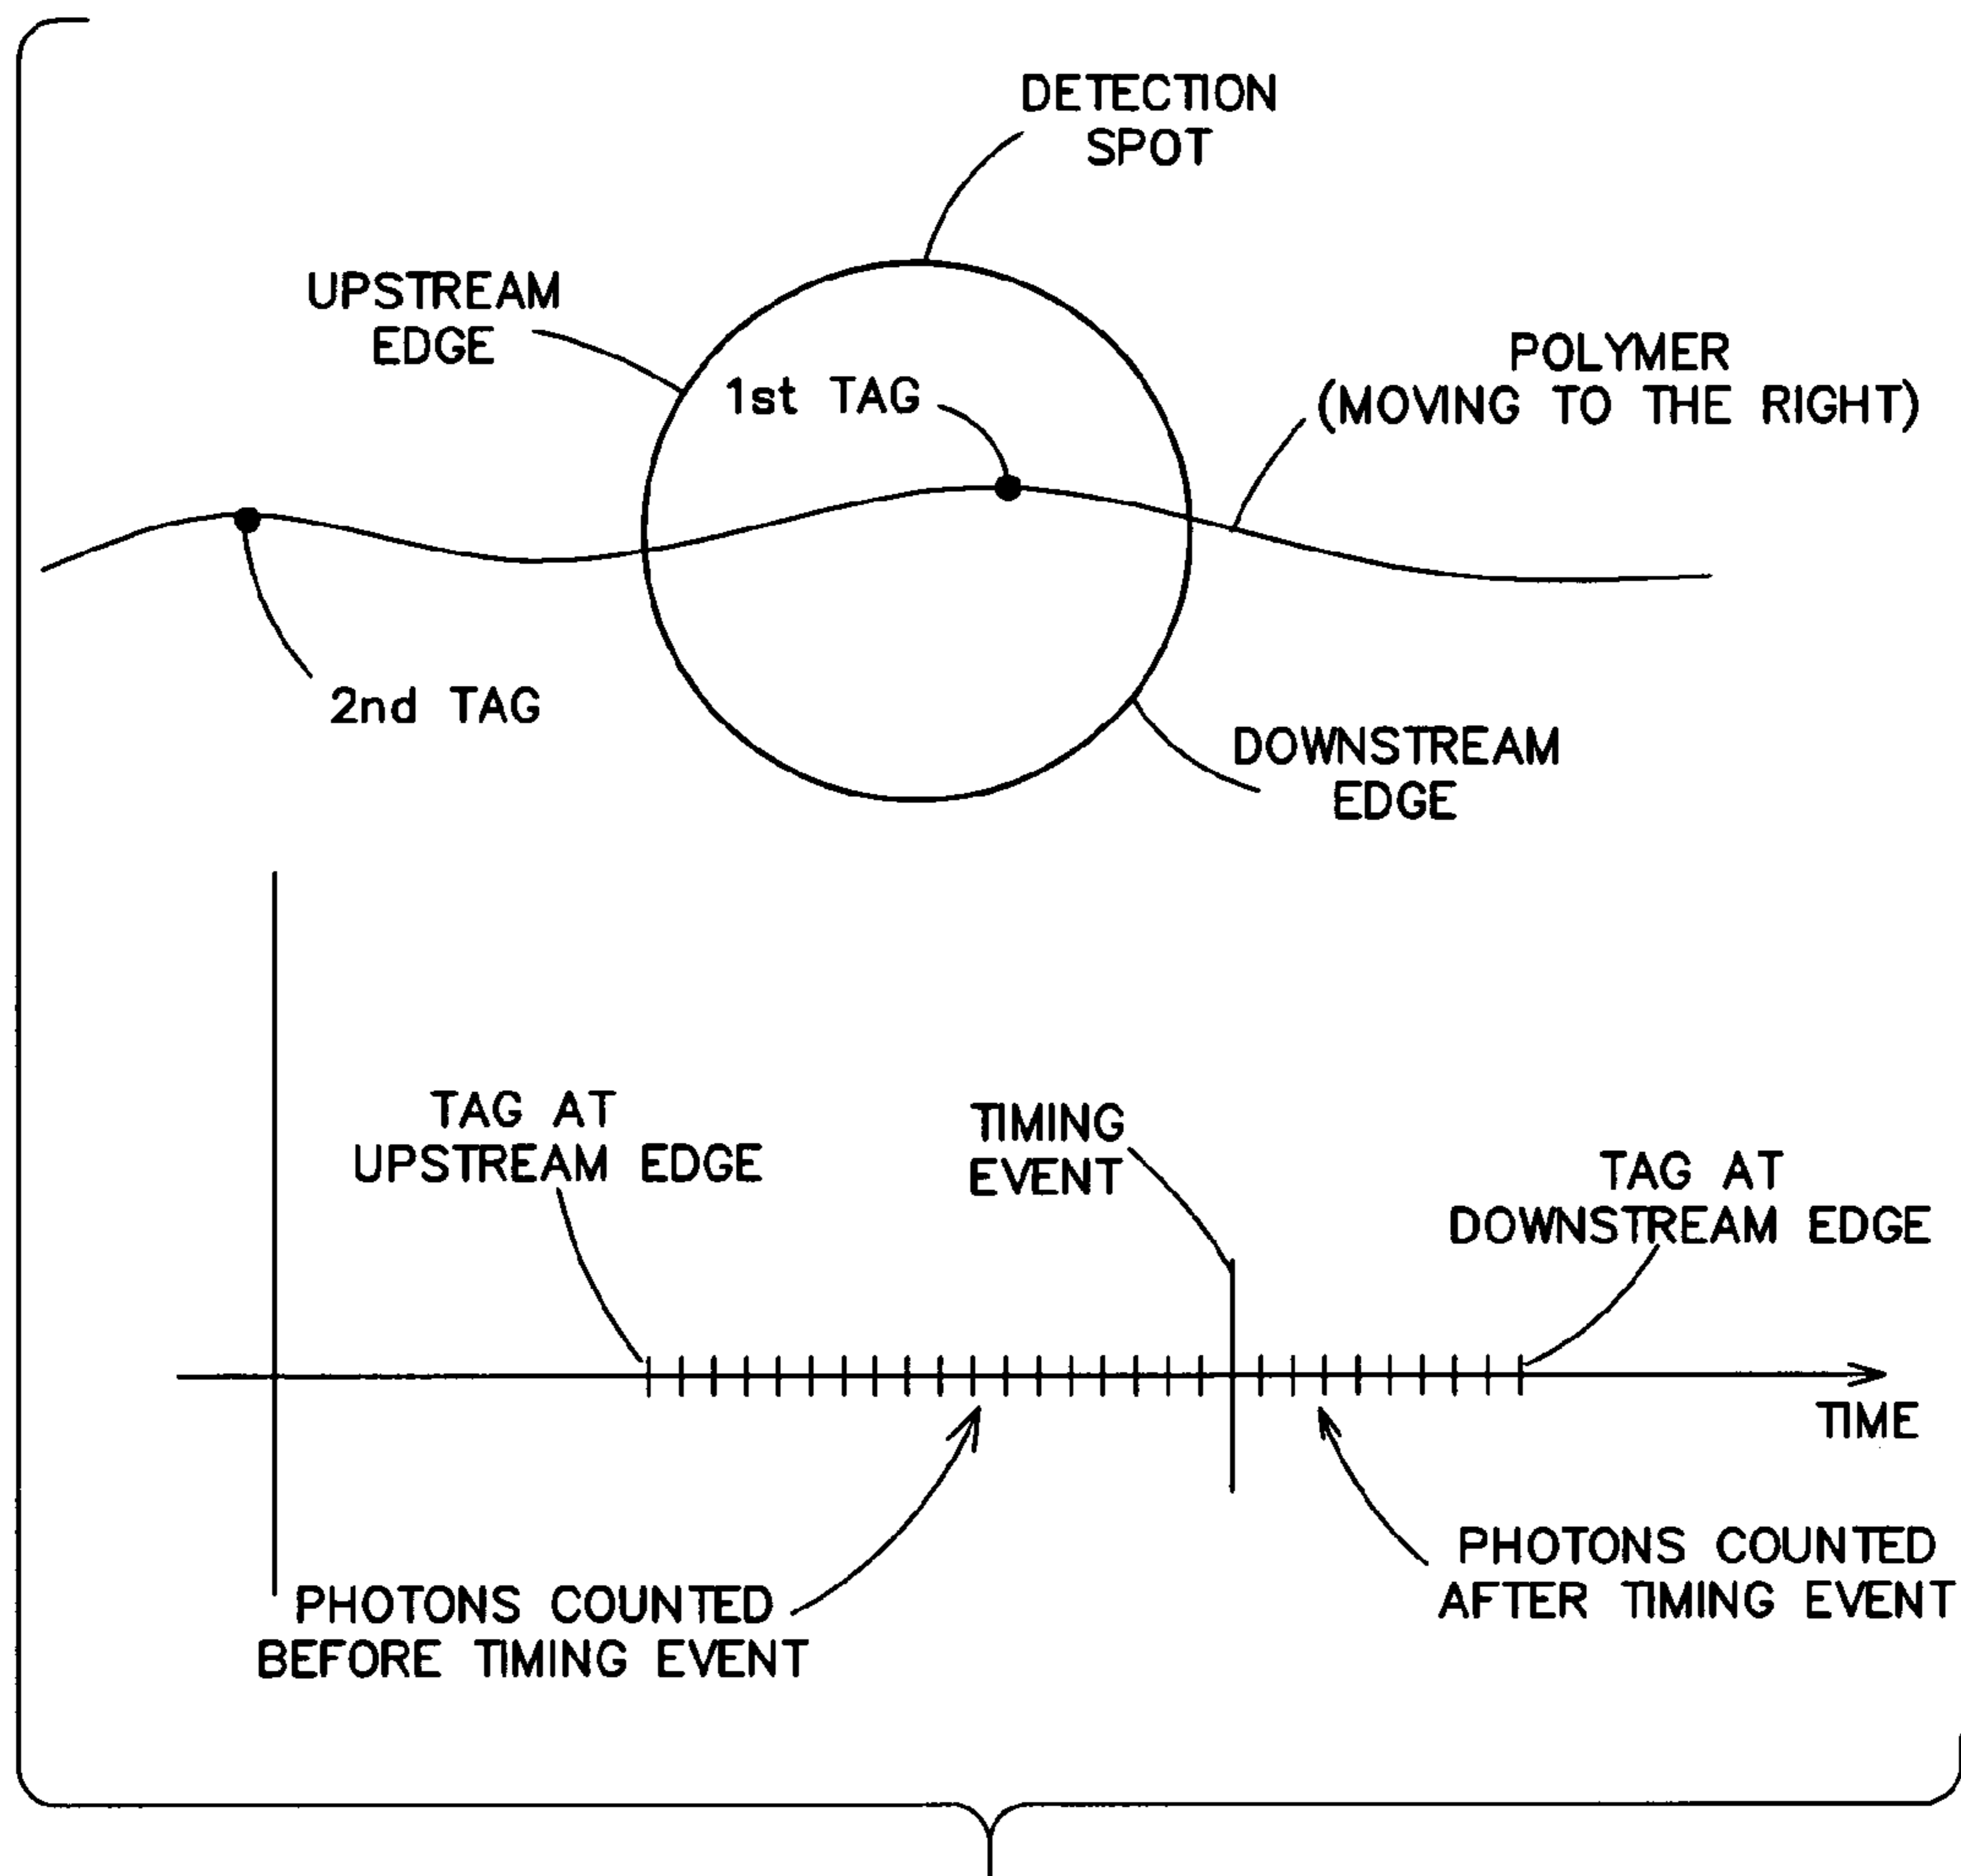 DETECTION
SPOT
UPSTREAM
EDGE
1st TAG
POLYMER
(MOVING TO THE RIGHT)
2nd TAG
DOWNSTREAM
EDGE
TAG AT
UPSTREAM EDGE
TIMING
EVENT
TAG AT
DOWNSTREAM EDGE
TIME
PHOTONS COUNTED
BEFORE TIMING EVENT
PHOTONS COUNTED
AFTER TIMING EVENT